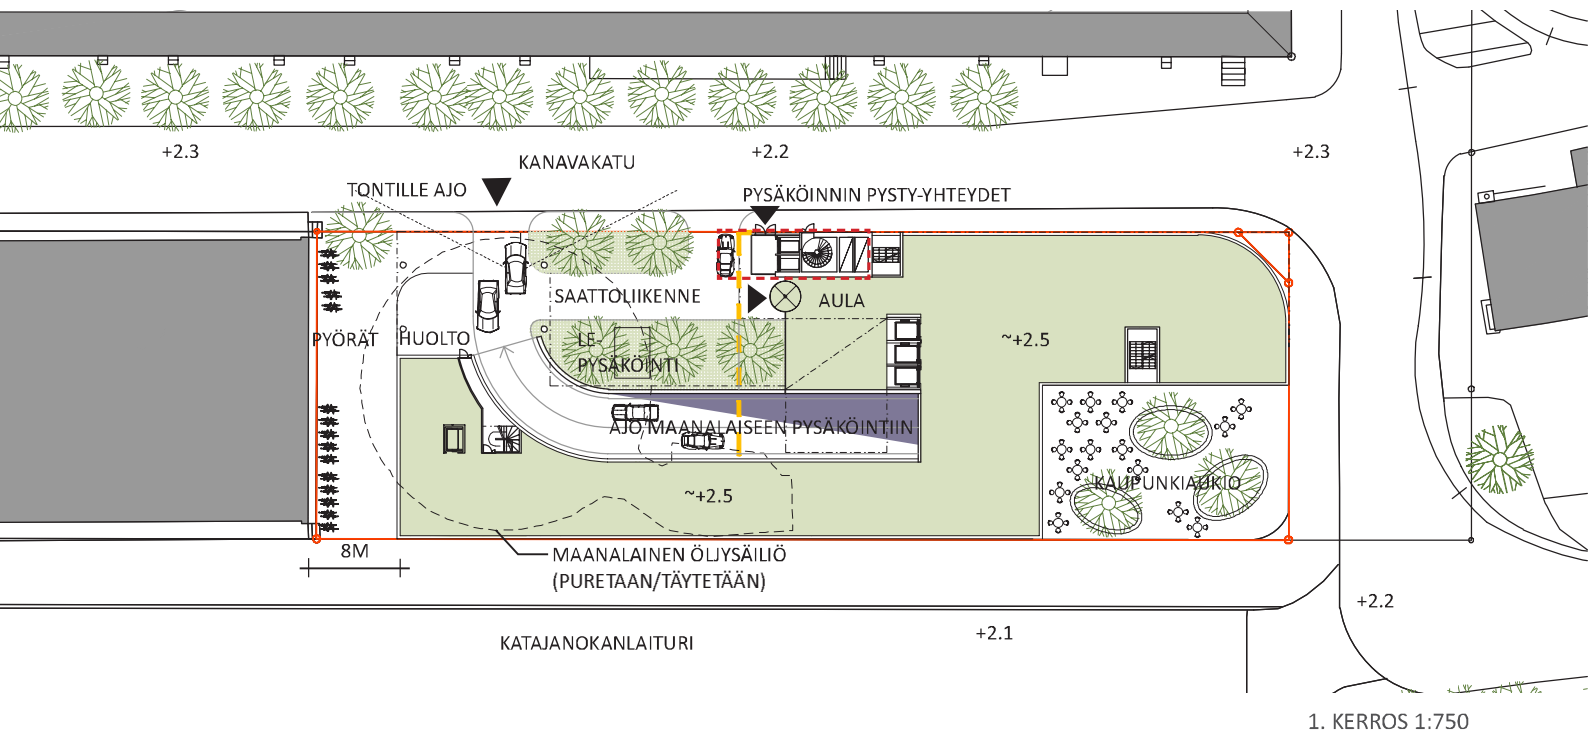 +2.3
+2.2
+2.3
KANAVAKATU
TONTILLE AJO
PYSÄKÖINNIN PYSTY-YHTEYDET
SAATTOLIIKENNE
AULA
PYÖRÄT
HUOLTO
LE-
PYSÄKÖINTI
~+2.5
AJO MAANALAISEEN PYSÄKÖINTIIN
KAUPUNKIAUKIO
~+2.5
8M
MAANALAINEN ÖLJYSÄILIÖ
(PURETAAN/TÄYTETÄÄN)
+2.2
+2.1
KATAJANOKANLAITURI
1. KERROS 1:750